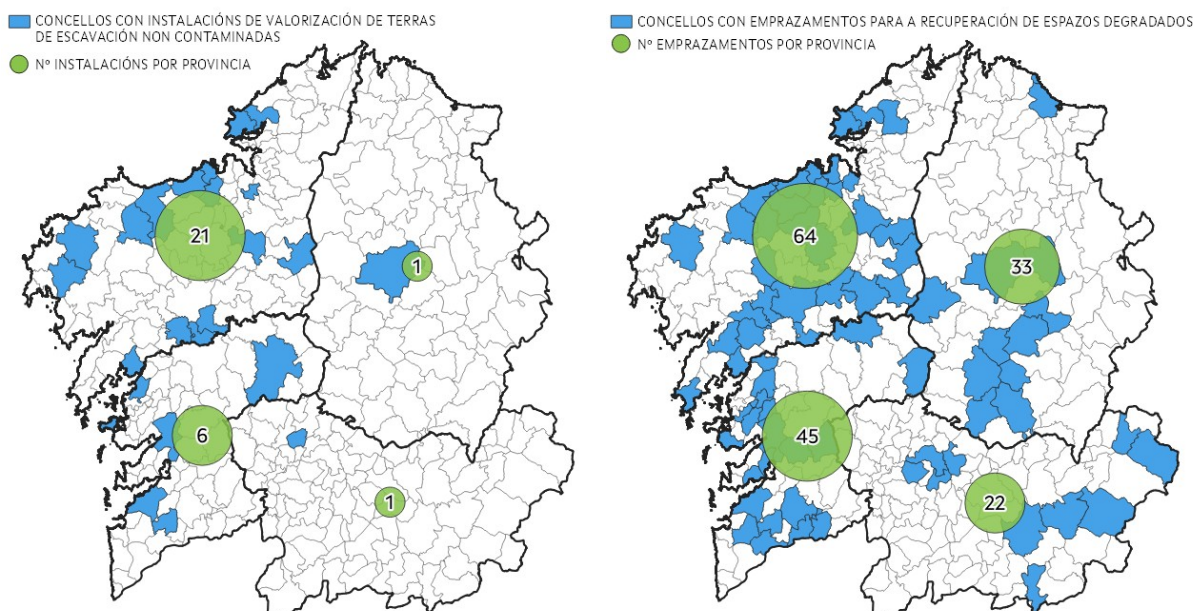 CONCELLOS CON INSTALACIÓNS DE VALORIZACIÓN DE TERRAS
DE ESCAVACIÓN NON CONTAMINADAS
Nº INSTALACIÓNS POR PROVINCIA
21
1
6
1
CONCELLOS CON EMPRAZAMENTOS PARA A RECUPERACIÓN DE ESPAZOS DEGRADADOS
Nº EMPRAZAMENTOS POR PROVINCIA
64
33
45
22